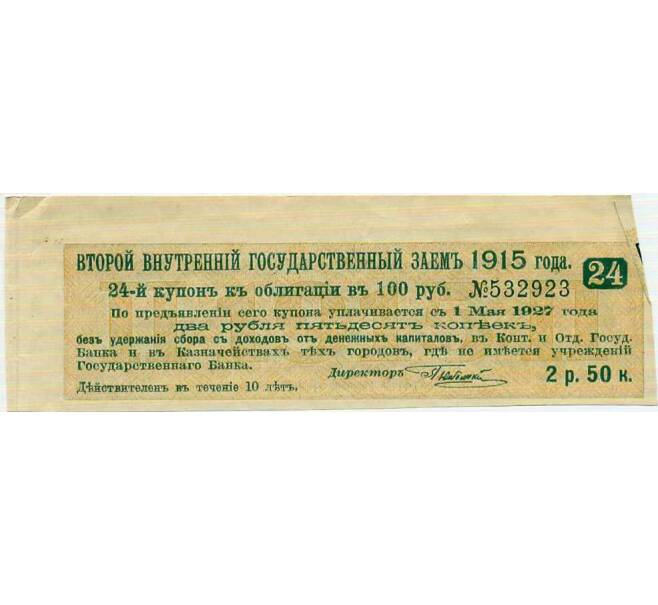 ВТОРОЙ ВНУТРЕННІЙ ГОСУДАРСТВЕННЫЙ ЗАЕМЪ 1915 года. 24
24-й купонъ къ облигаціи въ 100 руб. №532923
По предъявленіи сего купона уплачивается съ 1 Мая 1927 года
два рубля пятьдесятъ копѣекъ,
безъ удержанія сбора съ доходовъ отъ денежныхъ капиталовъ, въ Конт. и Отд. Госуд.
Банка и въ Казначействахъ тѣхъ городовъ, гдѣ не имѣется учрежденій
Государственнаго Банка.
Директоръ 2 р. 50 к.
Дѣйствителенъ въ теченіе 10 лѣтъ.